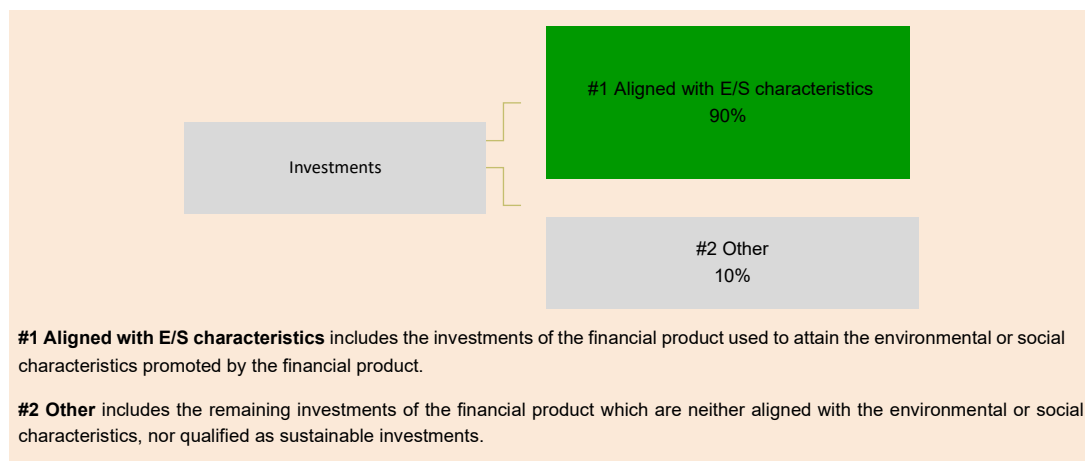 #1 Aligned with E/S characteristics
90%
Investments
#2 Other
10%
#1 Aligned with E/S characteristics includes the investments of the financial product used to attain the environmental or social
characteristics promoted by the financial product.
#2 Other includes the remaining investments of the financial product which are neither aligned with the environmental or social
characteristics, nor qualified as sustainable investments.